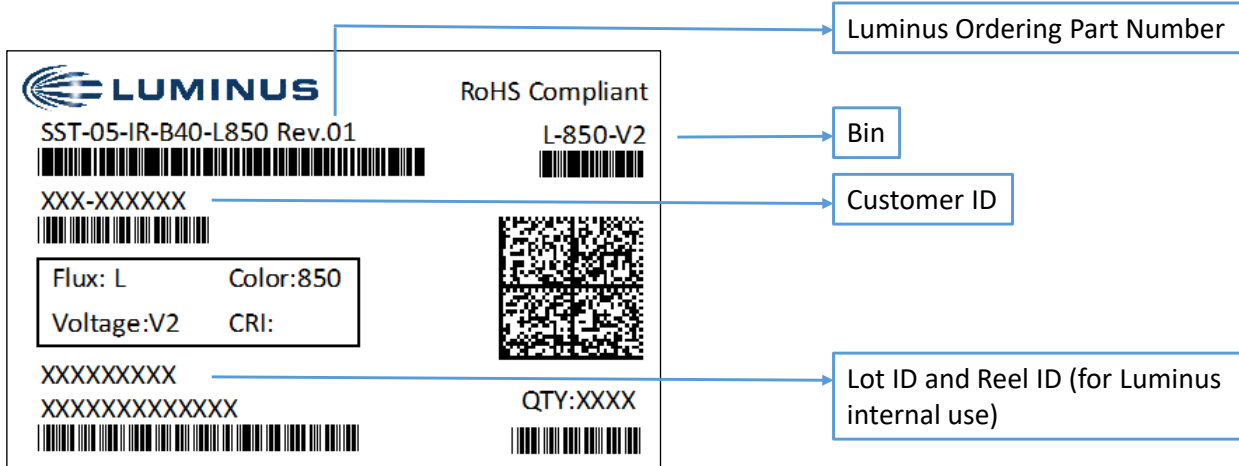 Luminus Ordering Part Number
LUMINUS
RoHS Compliant
SST-05-IR-B40-L850 Rev.01
L-850-V2
Bin
XXX-XXXXXX
Customer ID
Flux: L
Color:850
Voltage:V2
CRI:
XXXXXXXXX
Lot ID and Reel ID (for Luminus
internal use)
XXXXXXXXXXXXX
QTY:XXXX